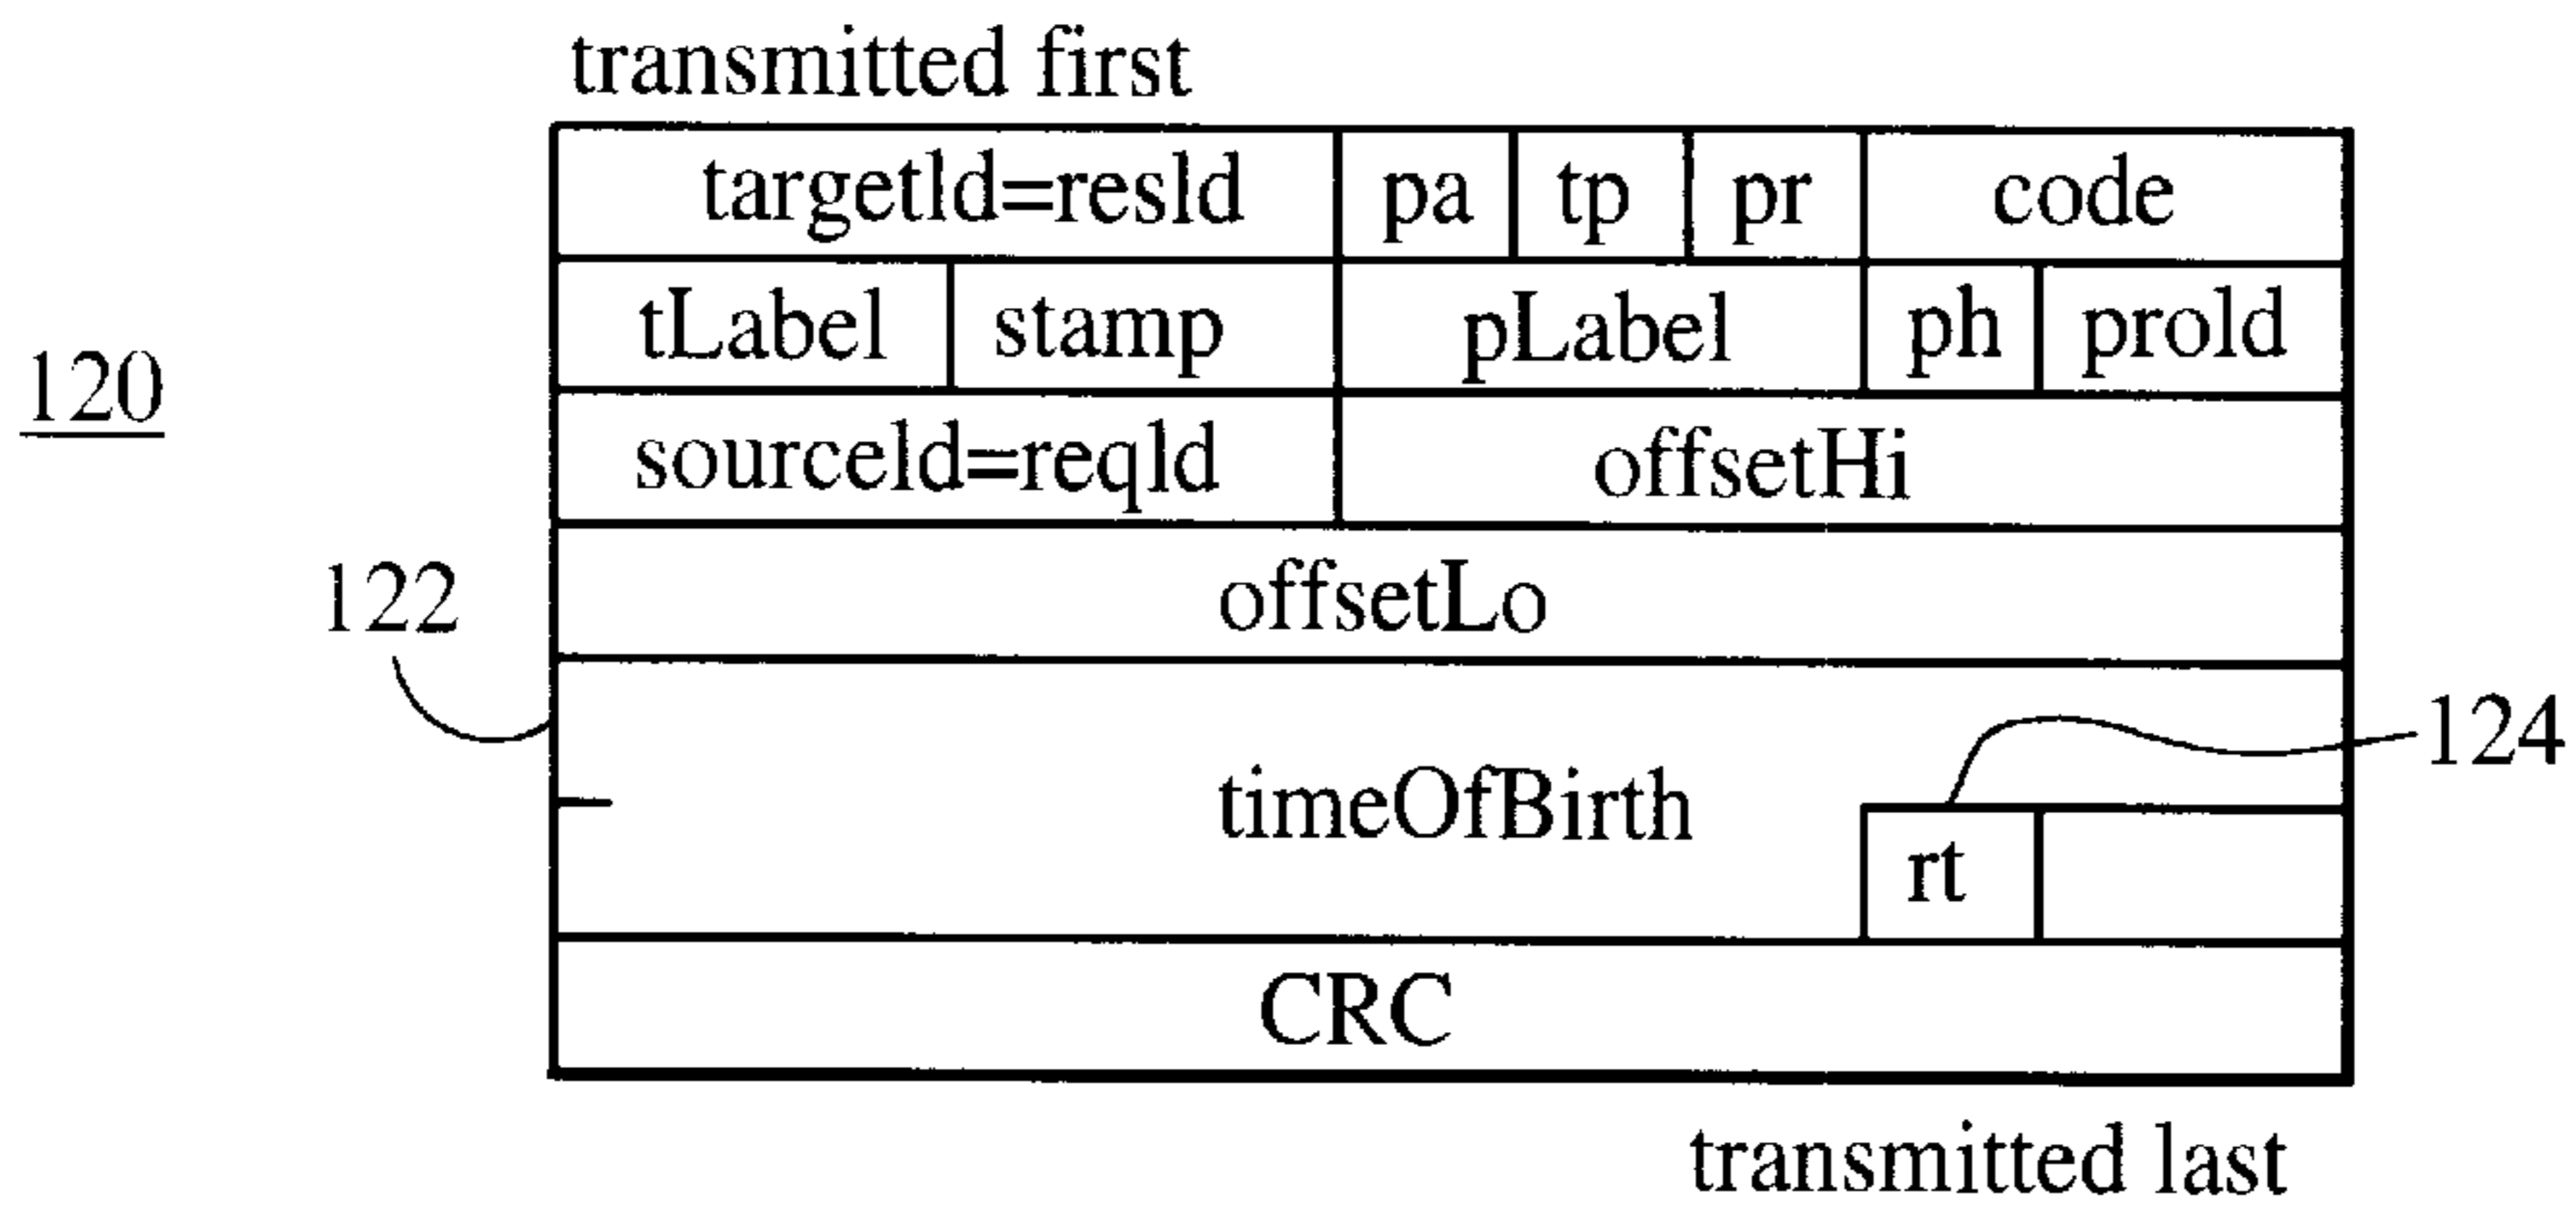 transmitted first
targetId=resId pa tp pr code
tLabel stamp pLabel ph proId
120
sourceId=reqId offsetHi
122 offsetLo
124
timeOfBirth
rt
CRC
transmitted last